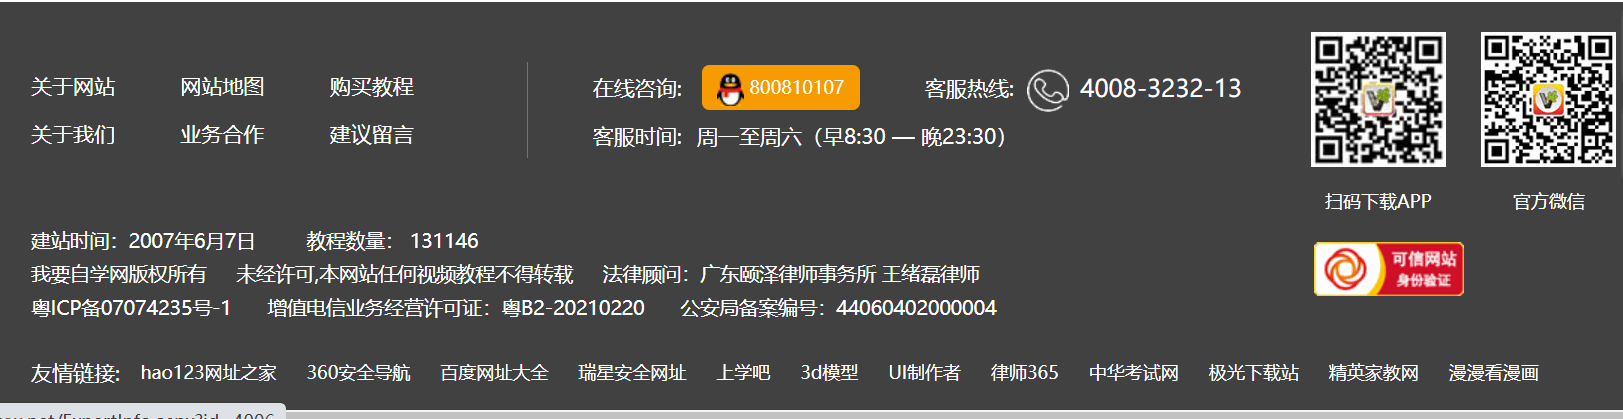 关于网站 网站地图 购买教程 在线咨询: 800810107 客服热线: 4008-3232-13
关于我们 业务合作 建议留言 客服时间: 周一至周六（早8:30 — 晚23:30）
扫码下载APP 官方微信
建站时间：2007年6月7日 教程数量： 131146
可信网站
身份验证
我要自学网版权所有 未经许可,本网站任何视频教程不得转载 法律顾问：广东颐泽律师事务所 王绪磊律师
粤ICP备07074235号-1 增值电信业务经营许可证：粤B2-20210220 公安局备案编号：44060402000004
友情链接: hao123网址之家 360安全导航 百度网址大全 瑞星安全网址 上学吧 3d模型 UI制作者 律师365 中华考试网 极光下载站 精英家教网 漫漫看漫画